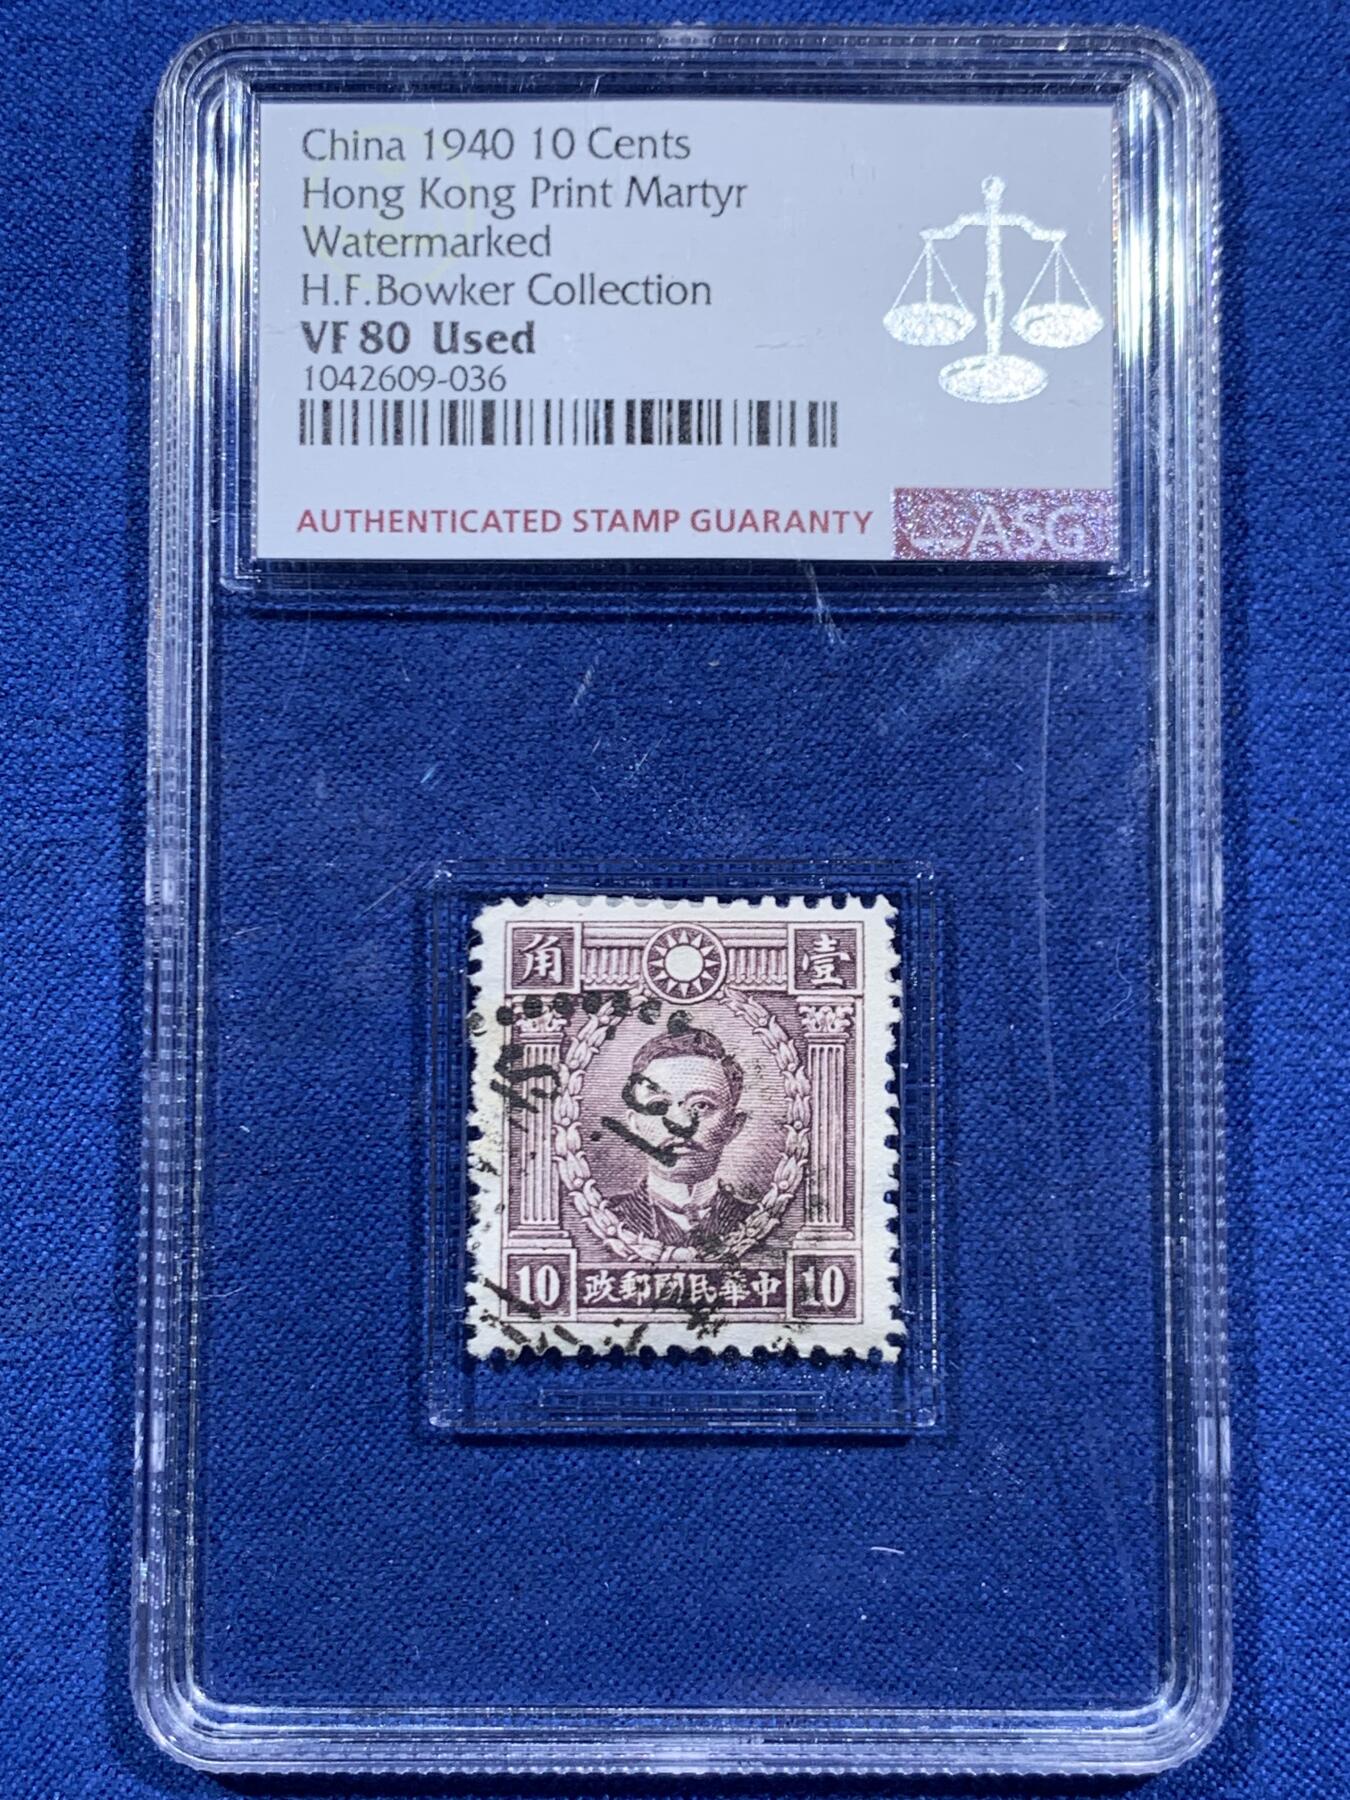 China 1940 10 Cents
Hong Kong Print Martyr
Watermarked
H.F.Bowker Collection
VF 80 Used
1042609-036
AUTHENTICATED STAMP GUARANTY
ASG
角 壹
10 政郵國民華中 10